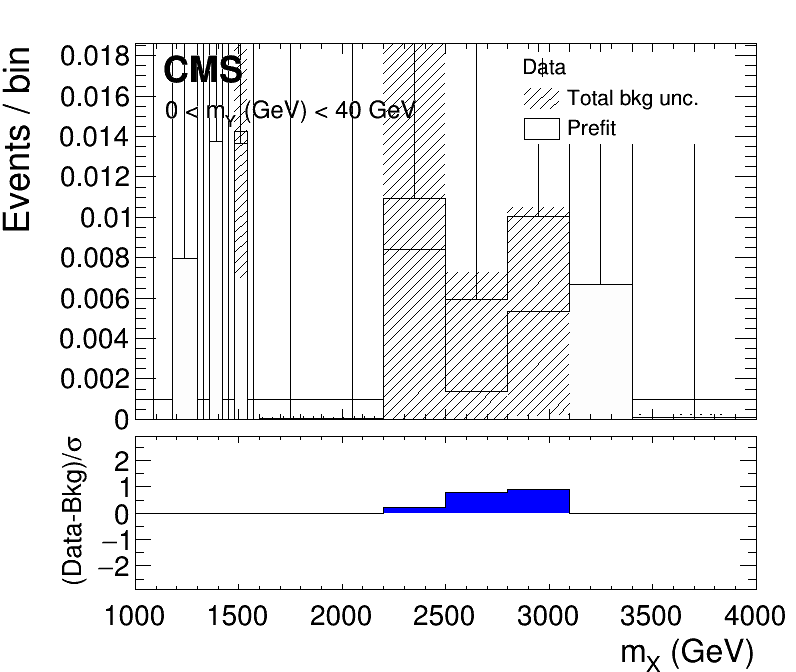 Events / bin
0.018
0.016
0.014
0.012
0.01
0.008
0.006
0.004
0.002
0
CMS
0 < mY (GeV) < 40 GeV
Data
Total bkg unc.
Prefit
(Data-Bkg)/σ
2
1
0
−1
−2
1000 1500 2000 2500 3000 3500 4000
mX (GeV)